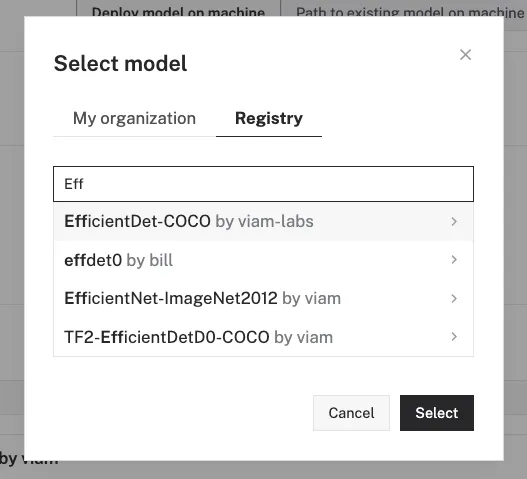 Deploy model on machine Path to existing model on machine
Select model
My organization Registry
Eff
EfficientDet-COCO by viam-labs
effdet0 by bill
EfficientNet-ImageNet2012 by viam
TF2-EfficientDetD0-COCO by viam
Cancel Select
by viam